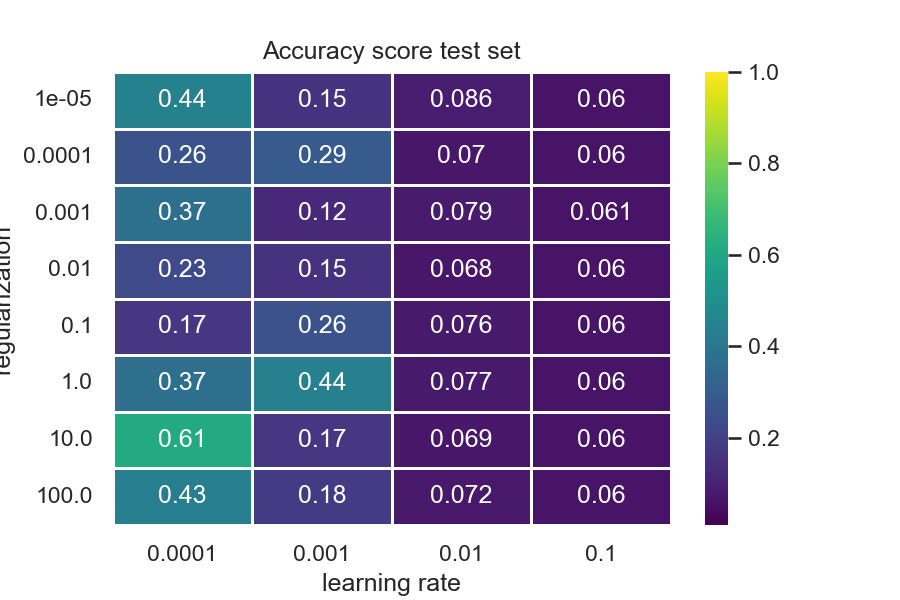 Accuracy score test set
1e-05 0.44 0.15 0.086 0.06
0.0001 0.26 0.29 0.07 0.06
0.001 0.37 0.12 0.079 0.061
0.01 0.23 0.15 0.068 0.06
0.1 0.17 0.26 0.076 0.06
1.0 0.37 0.44 0.077 0.06
10.0 0.61 0.17 0.069 0.06
100.0 0.43 0.18 0.072 0.06
0.0001 0.001 0.01 0.1
learning rate
regularization
1.0
0.8
0.6
0.4
0.2